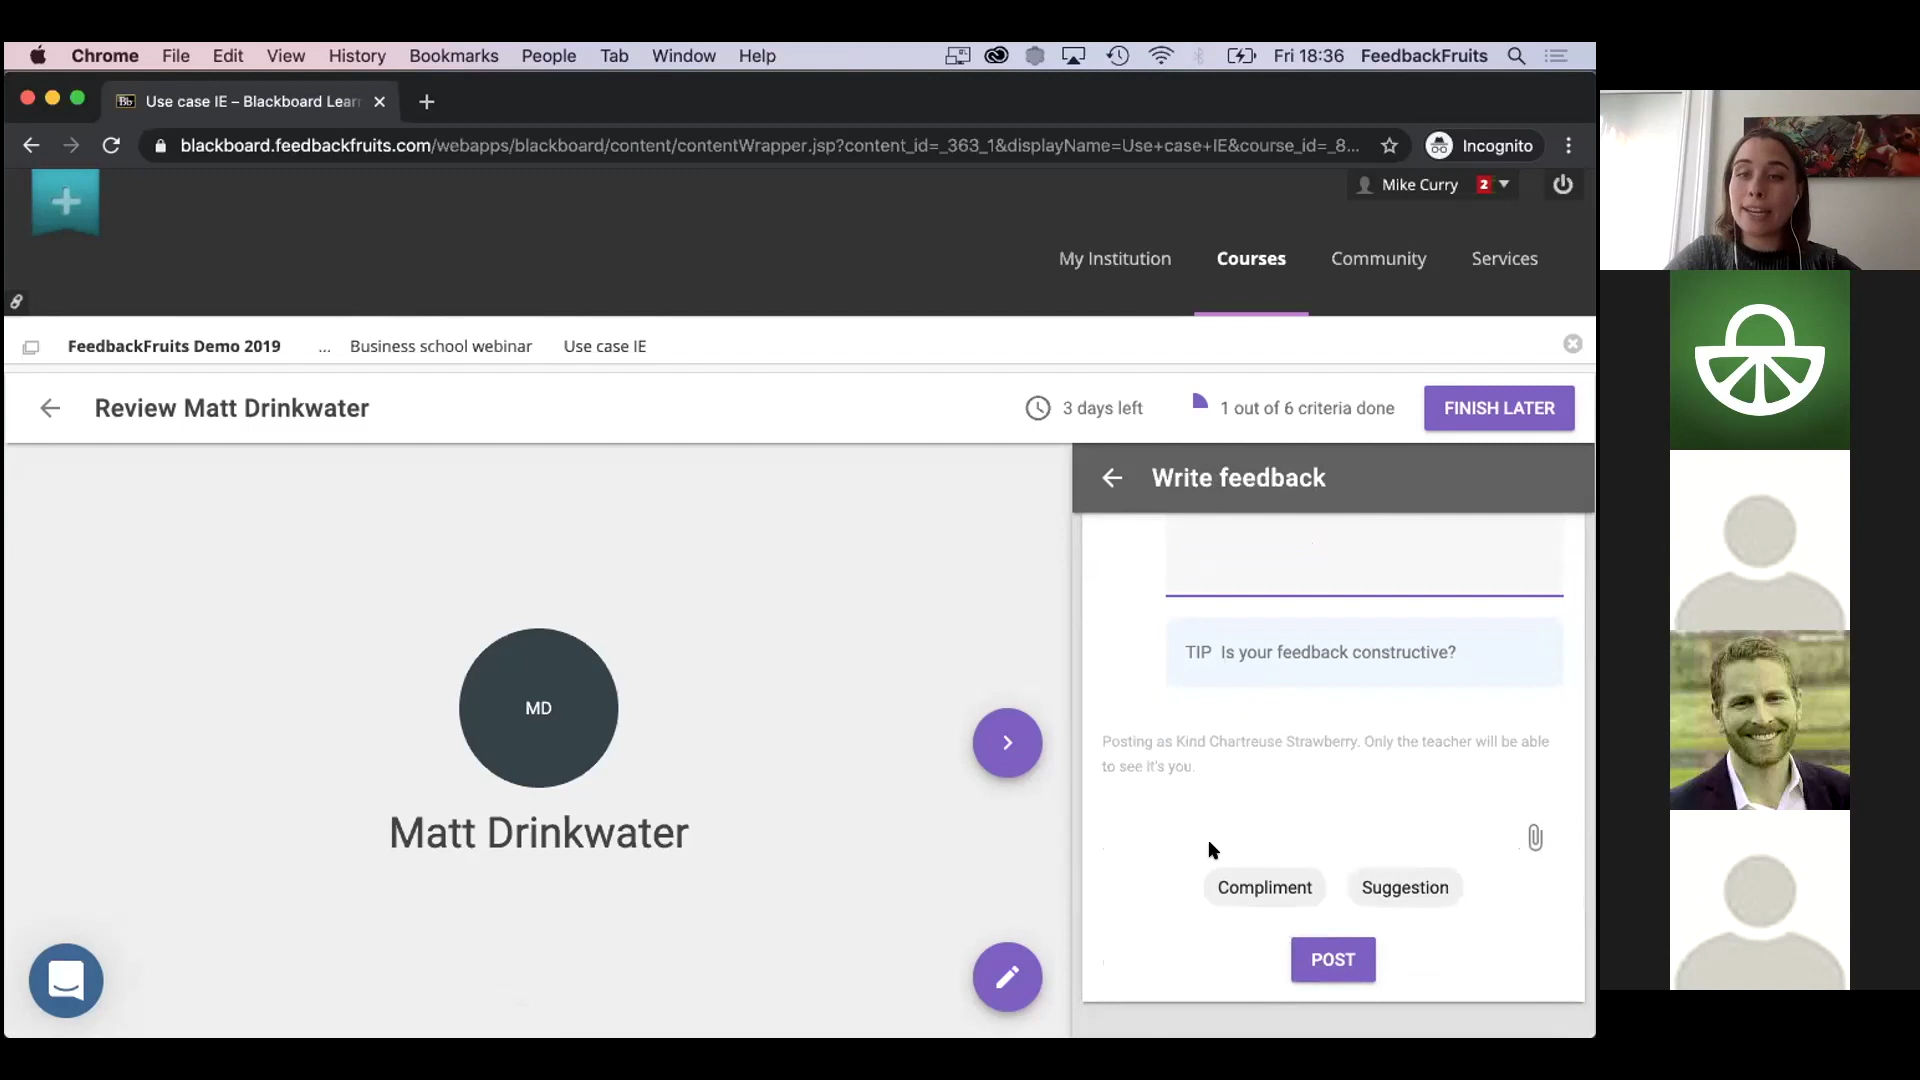 Chrome File Edit View History Bookmarks People Tab Window Help Fri 18:36 FeedbackFruits
Bb Use case IE – Blackboard Lear
blackboard.feedbackfruits.com/webapps/blackboard/content/contentWrapper.jsp?content_id=_363_1&displayName=Use+case+IE&course_id=_8... Incognito
Mike Curry 2
My Institution Courses Community Services
FeedbackFruits Demo 2019 ... Business school webinar Use case IE
Review Matt Drinkwater 3 days left 1 out of 6 criteria done FINISH LATER
Write feedback
TIP Is your feedback constructive?
MD
Matt Drinkwater
Posting as Kind Chartreuse Strawberry. Only the teacher will be able
to see it's you.
Compliment Suggestion
POST